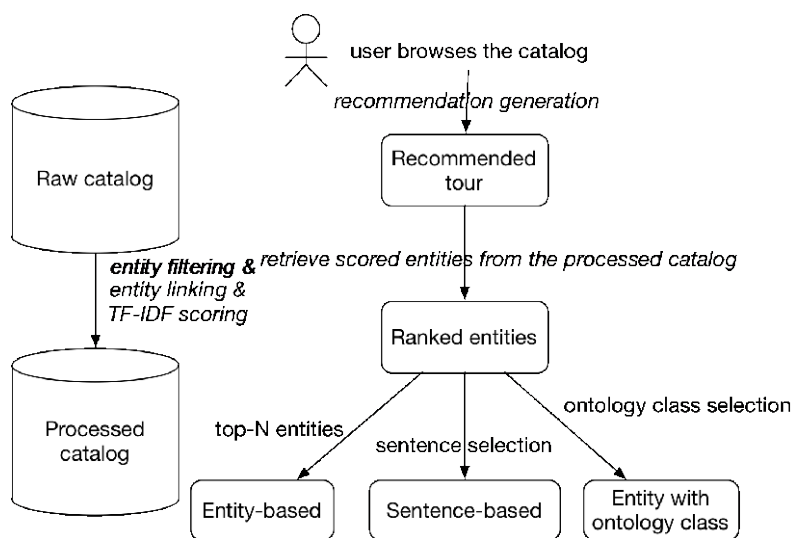 user browses the catalog
recommendation generation
Raw catalog
Recommended
tour
entity filtering &
retrieve scored entities from the processed catalog
entity linking &
TF-IDF scoring
Ranked entities
Processed
catalog
top-N entities
sentence selection
ontology class selection
Entity-based
Sentence-based
Entity with
ontology class